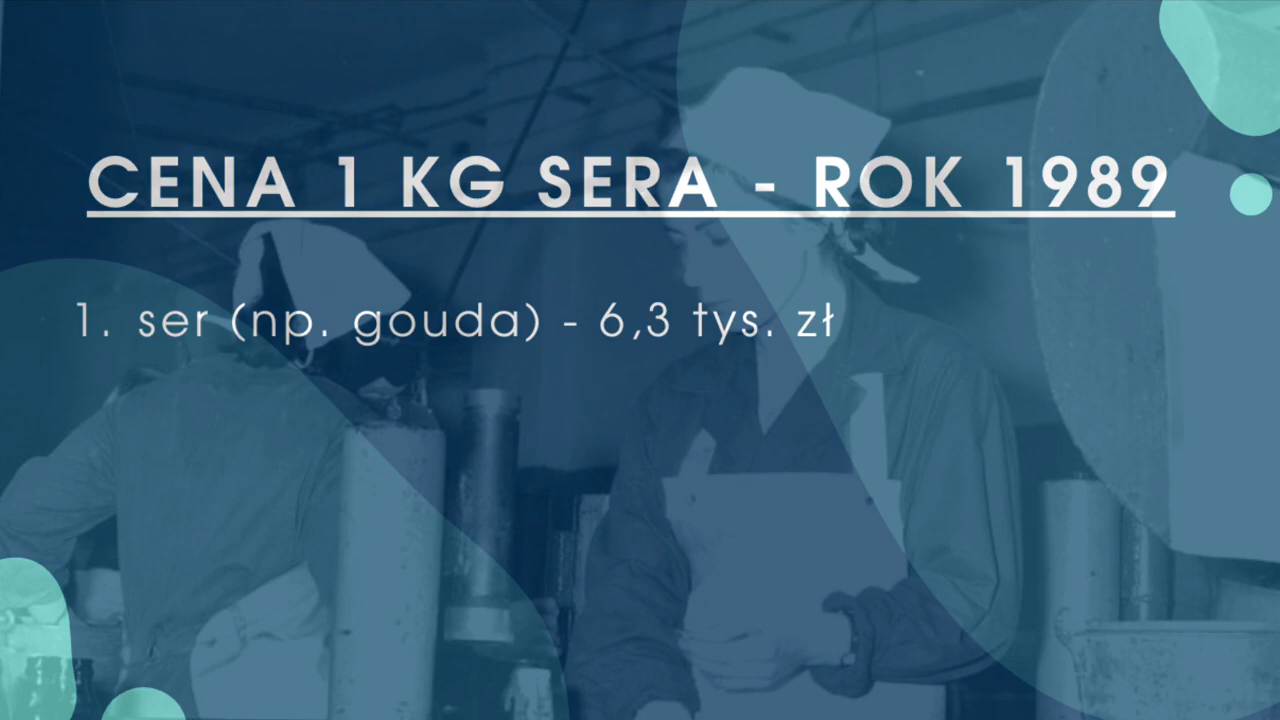 CENA 1 KG SERA - ROK 1989
1. ser (np. gouda) - 6,3 tys. zł